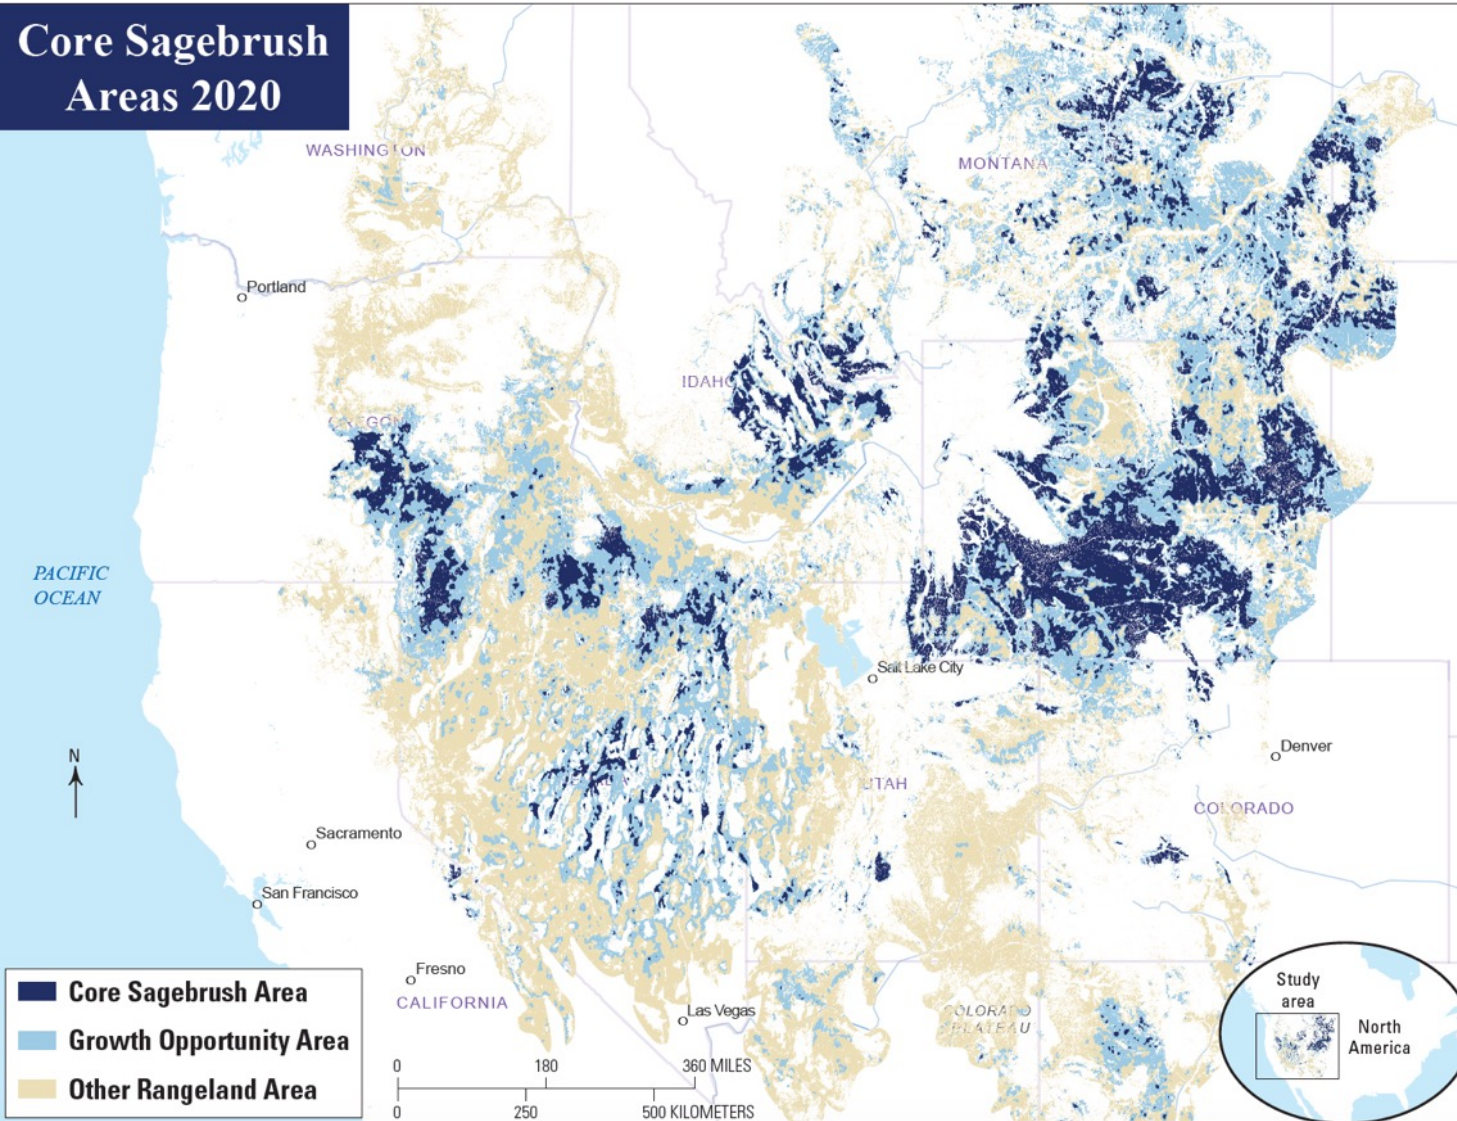 Core Sagebrush
Areas 2020
WASHINGTON
MONTANA
Portland
IDAHO
OREGON
PACIFIC
OCEAN
Salt Lake City
N
Denver
UTAH
COLORADO
Sacramento
San Francisco
Fresno
CALIFORNIA
Las Vegas
COLORADO
PLATEAU
Core Sagebrush Area
Growth Opportunity Area
Other Rangeland Area
0 180 360 MILES
0 250 500 KILOMETERS
Study
area
North
America